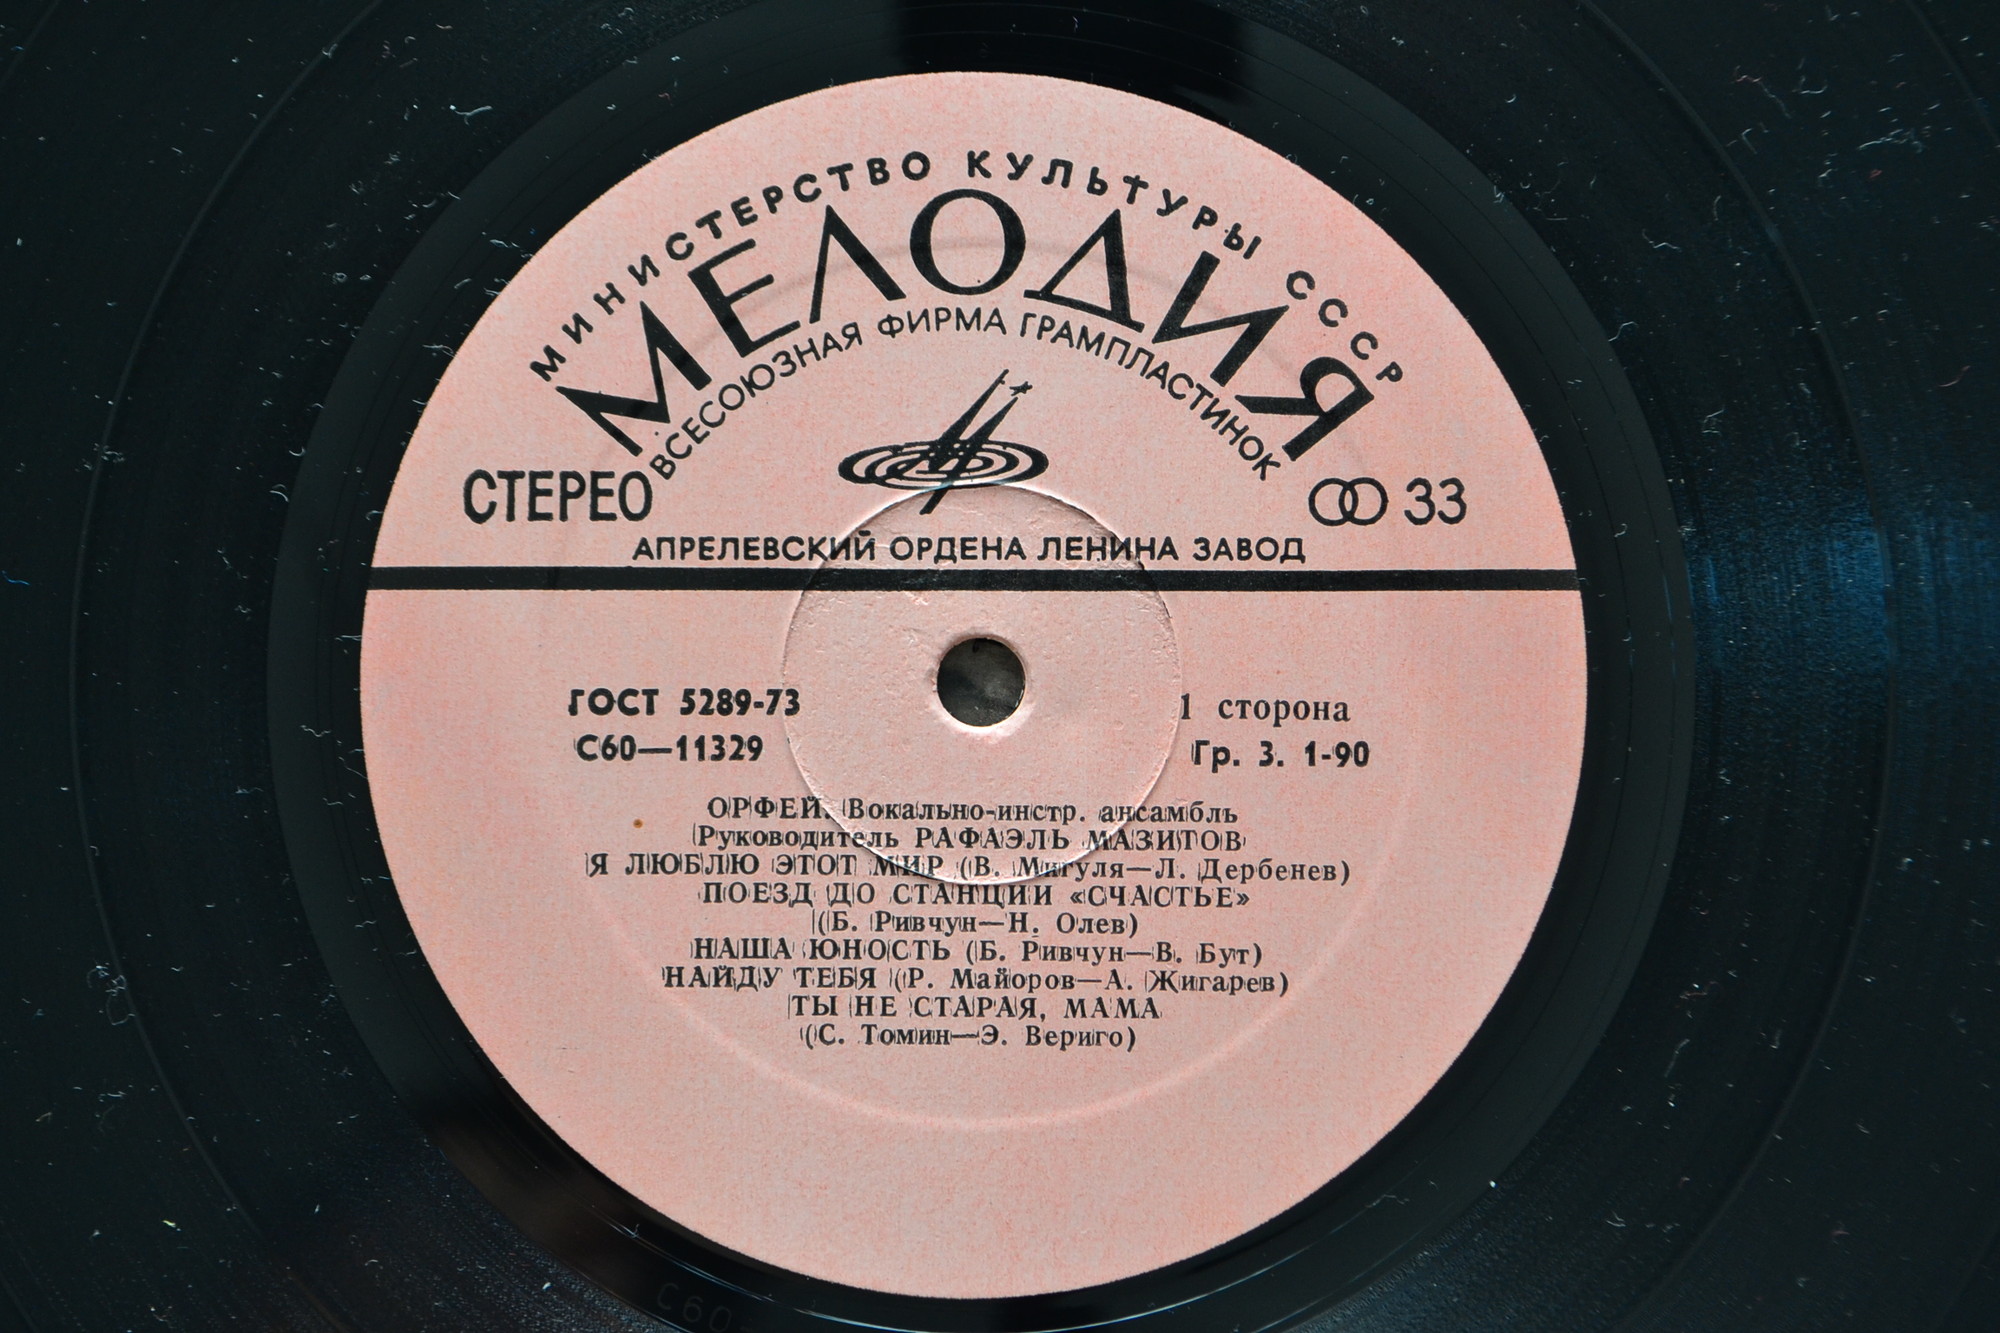 МИНИСТЕРСТВО КУЛЬТУРЫ СССР
МЕЛОДИЯ
ВСЕСОЮЗНАЯ ФИРМА ГРАМПЛАСТИНОК
СТЕРЕО
33
АПРЕЛЕВСКИЙ ОРДЕНА ЛЕНИНА ЗАВОД
ГОСТ 5289-73
1 сторона
С60—11329
Гр. 3. 1-90
ОРФЕЙ. Вокально-инстр. ансамбль
Руководитель РАФАЭЛЬ МАЗИТОВ
Я ЛЮБЛЮ ЭТОТ МИР (В. Мигуля—Л. Дербенев)
ПОЕЗД ДО СТАНЦИИ «СЧАСТЬЕ»
(Б. Ривчун—Н. Олев)
НАША ЮНОСТЬ (Б. Ривчун—В. Бут)
НАЙДУ ТЕБЯ (Р. Майоров—А. Жигарев)
ТЫ НЕ СТАРАЯ, МАМА
(С. Томин—Э. Вериго)
С60